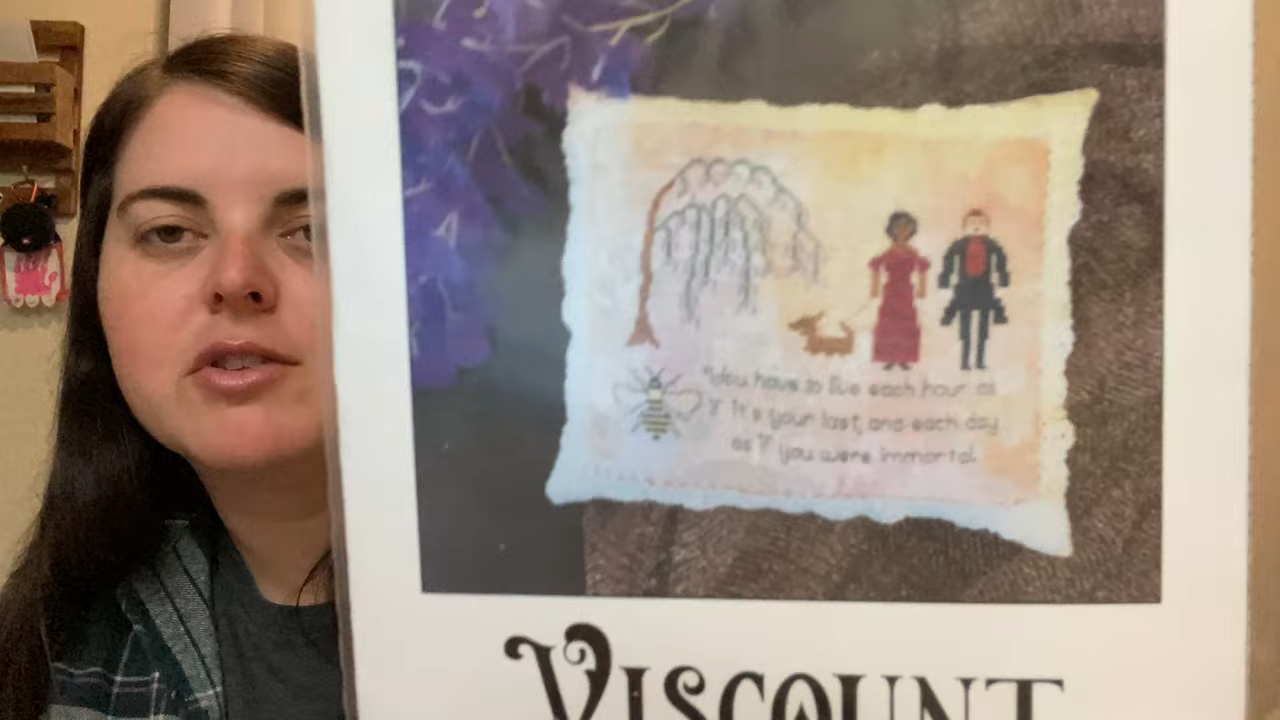 "You have to live each hour as
if it's your last, and each day
as if you were immortal.
VISCOUNT